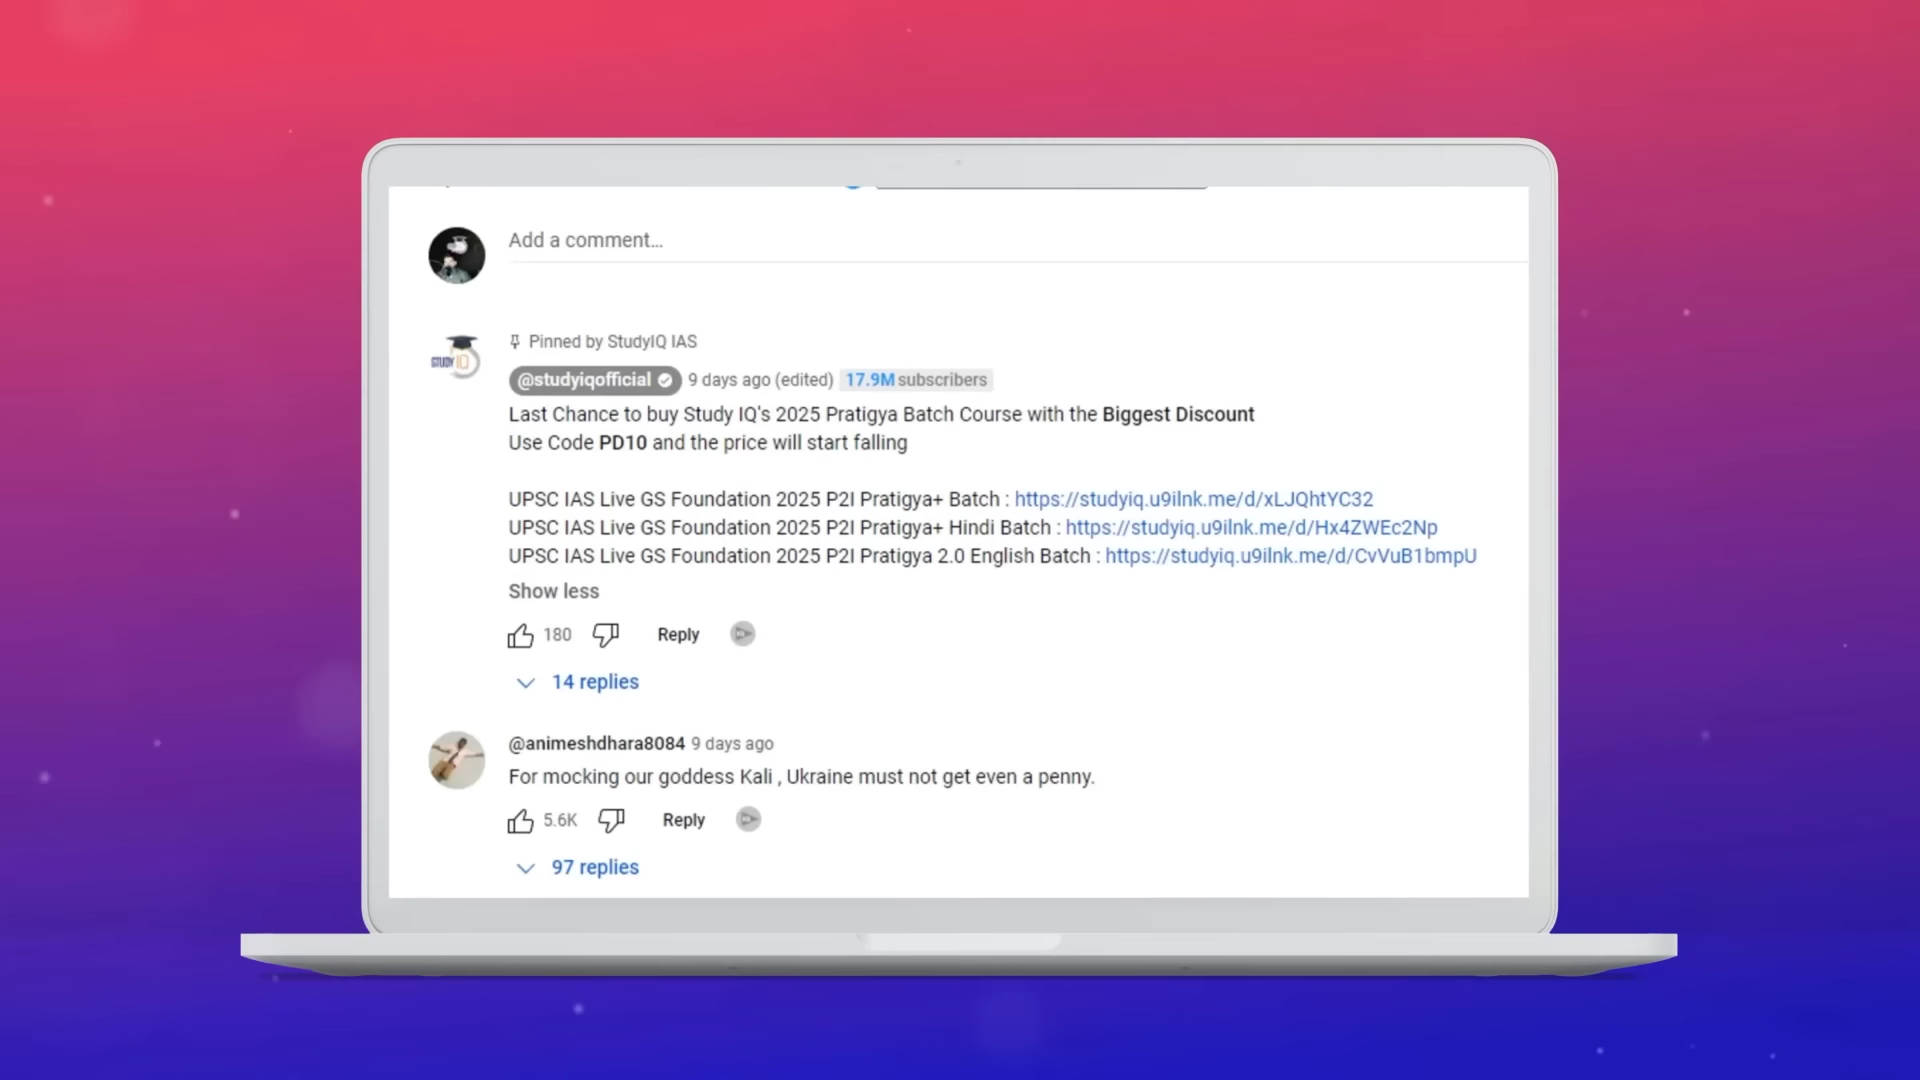 Add a comment...
Pinned by StudyIQ IAS
STUDY IQ
@studyiqofficial 9 days ago (edited) 17.9M subscribers
Last Chance to buy Study IQ's 2025 Pratigya Batch Course with the Biggest Discount
Use Code PD10 and the price will start falling
UPSC IAS Live GS Foundation 2025 P2I Pratigya+ Batch : https://studyiq.u9ilnk.me/d/xLJQhtYC32
UPSC IAS Live GS Foundation 2025 P2I Pratigya+ Hindi Batch : https://studyiq.u9ilnk.me/d/Hx4ZWEc2Np
UPSC IAS Live GS Foundation 2025 P2I Pratigya 2.0 English Batch : https://studyiq.u9ilnk.me/d/CvVuB1bmpU
Show less
180 Reply
14 replies
@animeshdhara8084 9 days ago
For mocking our goddess Kali , Ukraine must not get even a penny.
5.6K Reply
97 replies